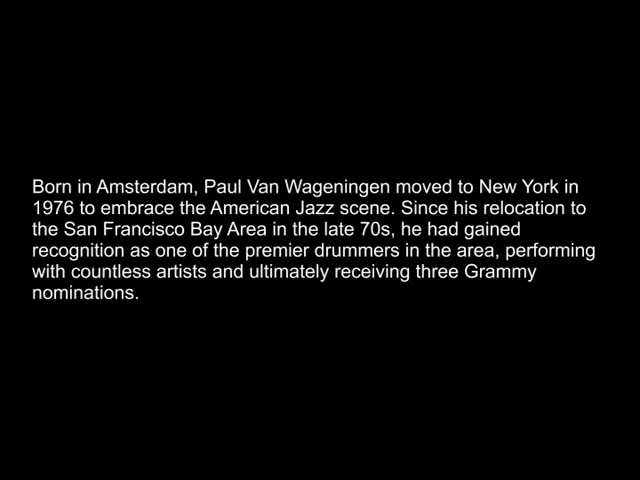 Born in Amsterdam, Paul Van Wageningen moved to New York in
1976 to embrace the American Jazz scene. Since his relocation to
the San Francisco Bay Area in the late 70s, he had gained
recognition as one of the premier drummers in the area, performing
with countless artists and ultimately receiving three Grammy
nominations.